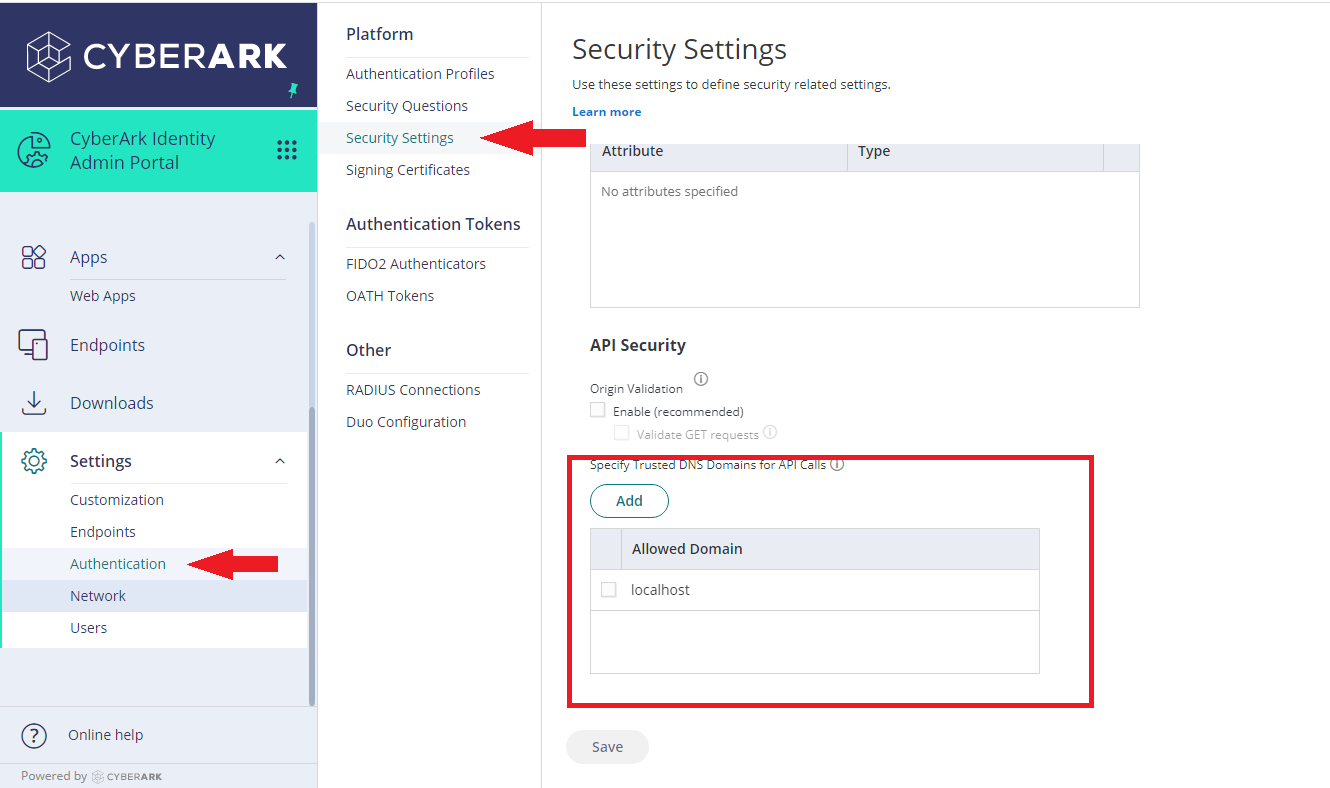 CYBERARK
CyberArk Identity
Admin Portal
Apps
Web Apps
Endpoints
Downloads
Settings
Customization
Endpoints
Authentication
Network
Users
? Online help
Powered by CYBERARK
Platform
Authentication Profiles
Security Questions
Security Settings
Signing Certificates
Authentication Tokens
FIDO2 Authenticators
OATH Tokens
Other
RADIUS Connections
Duo Configuration
Security Settings
Use these settings to define security related settings.
Learn more
Attribute Type
No attributes specified
API Security
Origin Validation
Enable (recommended)
Validate GET requests
Specify Trusted DNS Domains for API Calls
Add
Allowed Domain
localhost
Save